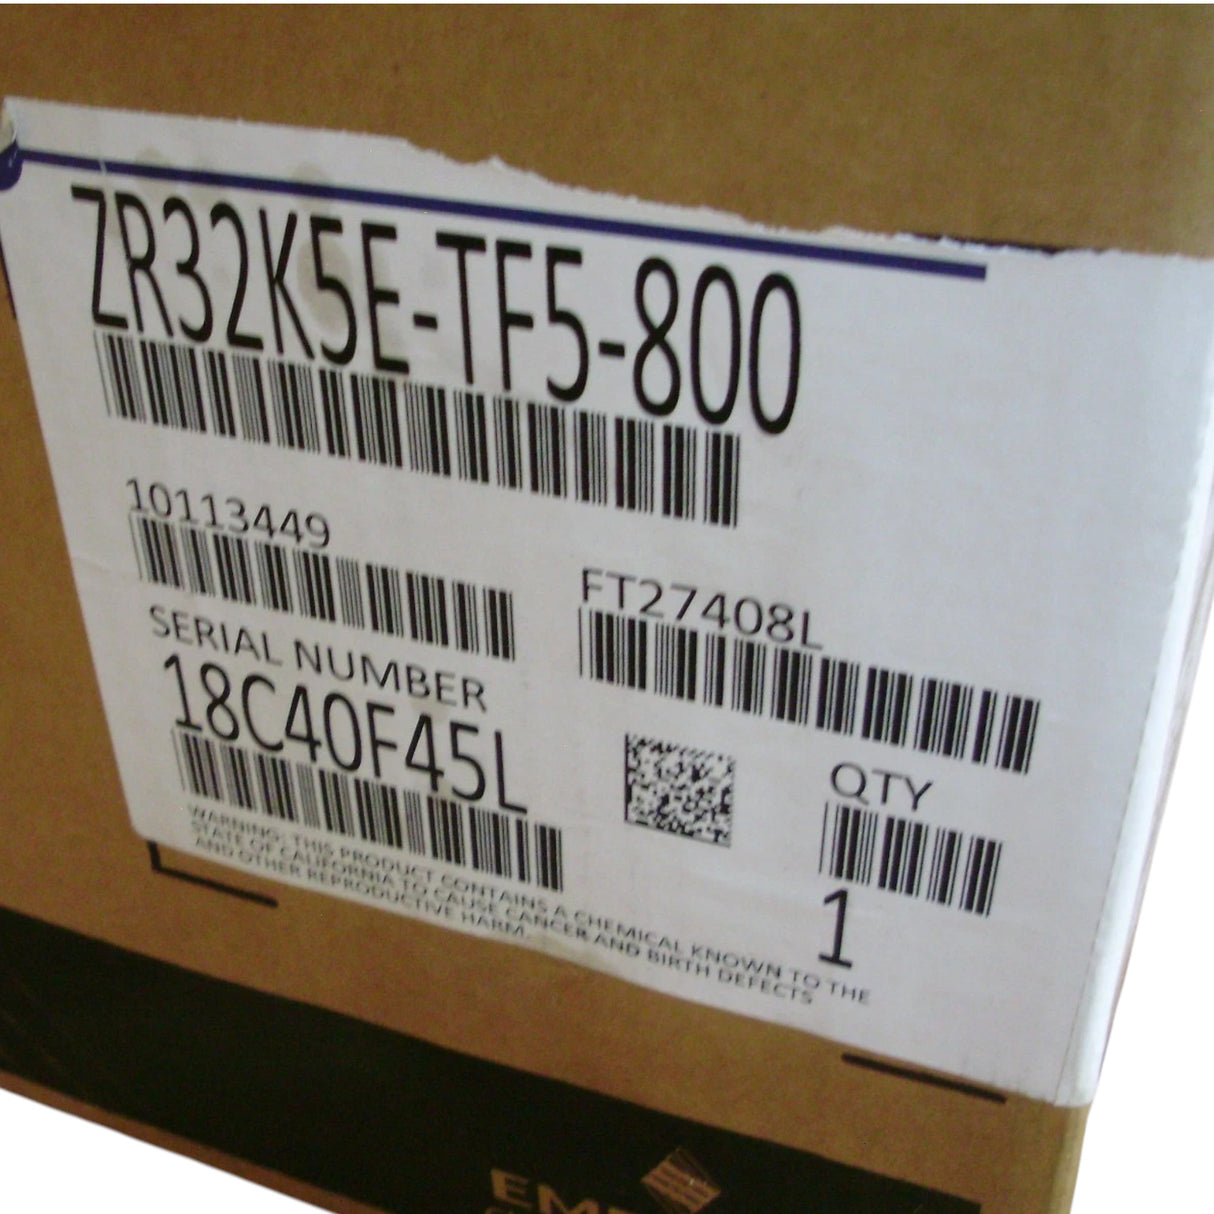 ZR32K5E-TF5-800
10113449
FT27408L
SERIAL NUMBER
18C40F45L
QTY
1
WARNING: THIS PRODUCT CONTAINS A CHEMICAL KNOWN TO THE
STATE OF CALIFORNIA TO CAUSE CANCER AND BIRTH DEFECTS
AND OTHER REPRODUCTIVE HARM.